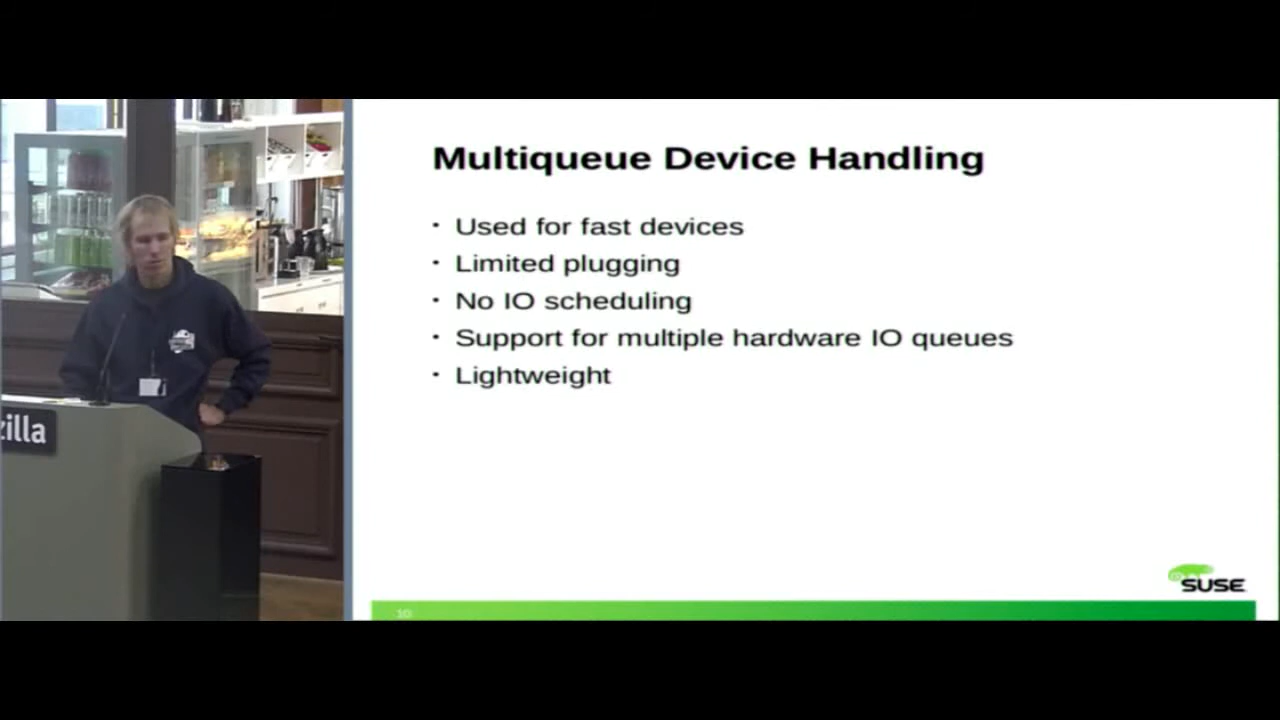 Multiqueue Device Handling
· Used for fast devices
· Limited plugging
· No IO scheduling
· Support for multiple hardware IO queues
· Lightweight
zilla
SUSE
10